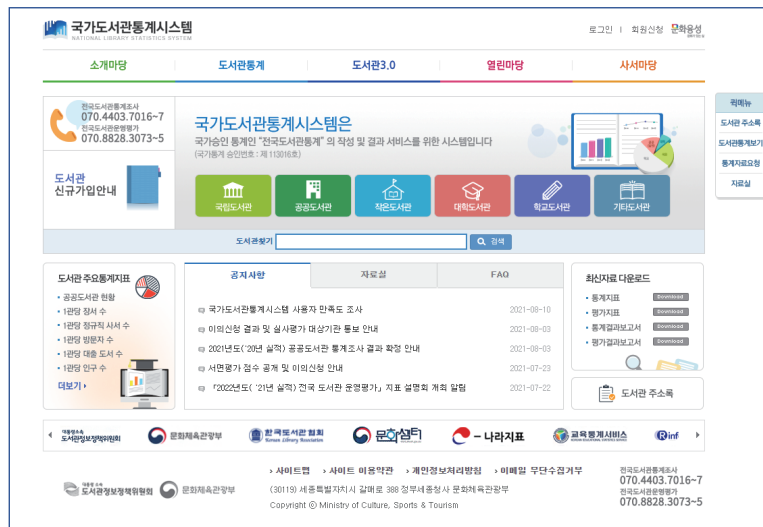 국가도서관통계시스템
NATIONAL LIBRARY STATISTICS SYSTEM
로그인 | 회원신청 문화융성
소개마당 도서관통계 도서관3.0 열린마당 사서마당
전국도서관통계조사
070.4403.7016~7
전국도서관운영평가
070.8828.3073~5
도서관
신규가입안내
국가도서관통계시스템은
국가승인 통계인 "전국도서관통계" 의 작성 및 결과 서비스를 위한 시스템입니다
(국가통계 승인번호 : 제 113016호)
국립도서관 공공도서관 작은도서관 대학도서관 학교도서관 기타도서관
도서관찾기 검색
퀵메뉴
도서관 주소록
도서관통계보기
통계자료요청
자료실
도서관 주요통계지표
• 공공도서관 현황
• 1관당 장서 수
• 1관당 정규직 사서 수
• 1관당 방문자 수
• 1관당 대출 도서 수
• 1관당 인구 수
더보기
공지사항 자료실 FAQ
국가도서관통계시스템 사용자 만족도 조사 2021-08-10
이의신청 결과 및 실사평가 대상기관 통보 안내 2021-08-03
2021년도('20년 실적) 공공도서관 통계조사 결과 확정 안내 2021-08-03
서면평가 점수 공개 및 이의신청 안내 2021-07-23
「2022년도( '21년 실적) 전국 도서관 운영평가」 지표 설명회 개최 알림 2021-07-22
최신자료 다운로드
• 통계지표 Download
• 평가지표 Download
• 통계결과보고서 Download
• 평가결과보고서 Download
도서관 주소록
대통령소속
도서관정보정책위원회 문화체육관광부 한국도서관협회 문화셈터 e-나라지표 교육통계서비스 Rinf
Korean Library Association
› 사이트맵 › 사이트 이용약관 › 개인정보처리방침 › 이메일 무단수집거부
대통령 소속
도서관정보정책위원회 문화체육관광부
(30119) 세종특별자치시 갈매로 388 정부세종청사 문화체육관광부
Copyright ⓒ Ministry of Culture, Sports & Tourism
전국도서관통계조사
070.4403.7016~7
전국도서관운영평가
070.8828.3073~5